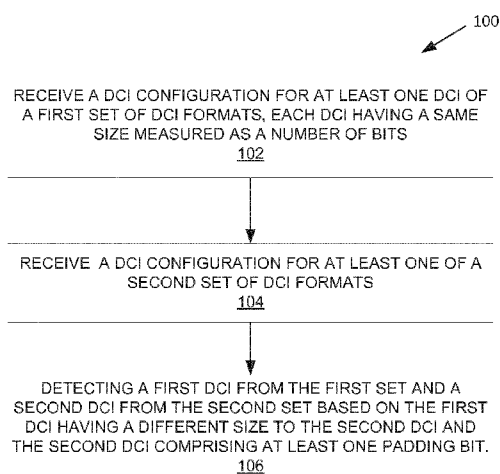 100
RECEIVE A DCI CONFIGURATION FOR AT LEAST ONE DCI OF
A FIRST SET OF DCI FORMATS, EACH DCI HAVING A SAME
SIZE MEASURED AS A NUMBER OF BITS
102
RECEIVE A DCI CONFIGURATION FOR AT LEAST ONE OF A
SECOND SET OF DCI FORMATS
104
DETECTING A FIRST DCI FROM THE FIRST SET AND A
SECOND DCI FROM THE SECOND SET BASED ON THE FIRST
DCI HAVING A DIFFERENT SIZE TO THE SECOND DCI AND
THE SECOND DCI COMPRISING AT LEAST ONE PADDING BIT.
106